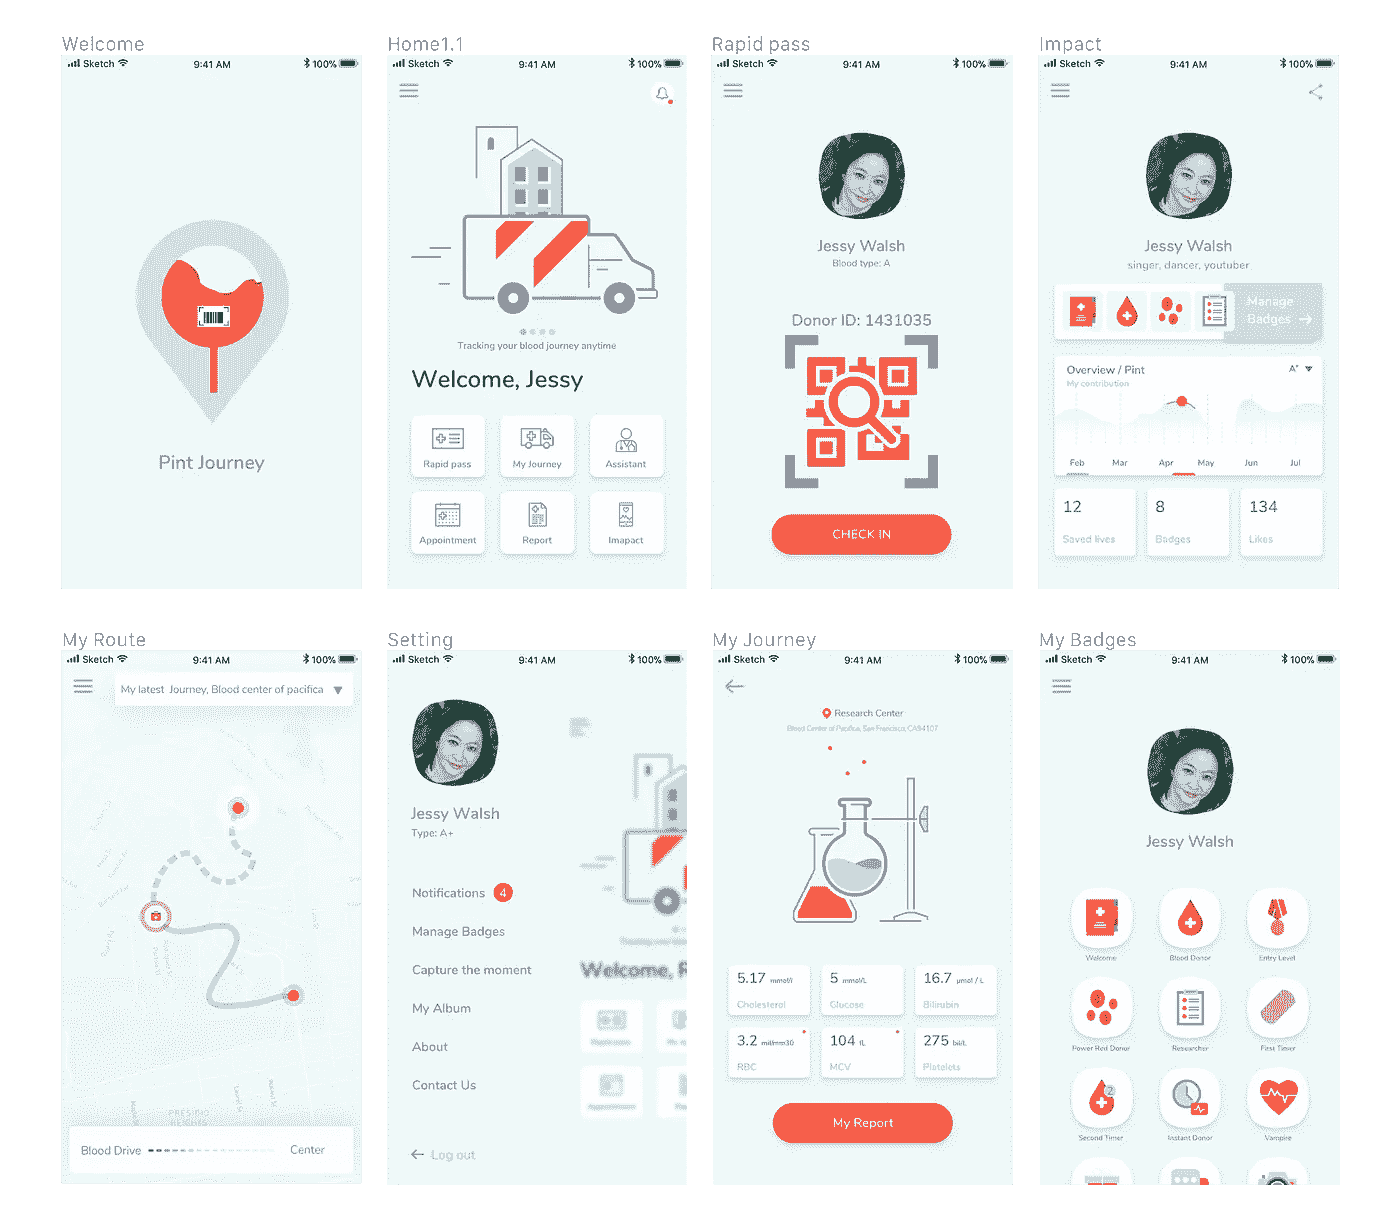 Welcome
Sketch 9:41 AM 100%
Pint Journey
Home1.1
Sketch 9:41 AM 100%
Tracking your blood journey anytime
Welcome, Jessy
Rapid pass My Journey Assistant
Appointment Report Imapact
Rapid pass
Sketch 9:41 AM 100%
Jessy Walsh
Blood type: A
Donor ID: 1431035
CHECK IN
Impact
Sketch 9:41 AM 100%
Jessy Walsh
singer, dancer, youtuber
Manage
Badges →
Overview / Pint A+
My contribution
Feb Mar Apr May Jun Jul
12 8 134
Saved lives Badges Likes
My Route
Sketch 9:41 AM 100%
My latest Journey, Blood center of pacifica
PRESIDIO
HEIGHTS
Blood Drive Center
Setting
Sketch 9:41 AM 100%
Jessy Walsh
Type: A+
Notifications 4
Manage Badges
Capture the moment
My Album
About
Contact Us
← Log out
Welcome, R
Appointment
My Journey
Sketch 9:41 AM 100%
Research Center
Blood Center of Pacifica, San Francisco, CA94107
5.17 mmol/l 5 mmol/L 16.7 µmol / L
Cholesterol Glucose Bilirubin
3.2 mil/mm30 104 fL 275 bil/L
RBC MCV Platelets
My Report
My Badges
Sketch 9:41 AM 100%
Jessy Walsh
Welcome Blood Donor Entry Level
Power Red Donor Researcher First Timer
2
Second Timer Instant Donor Vampire